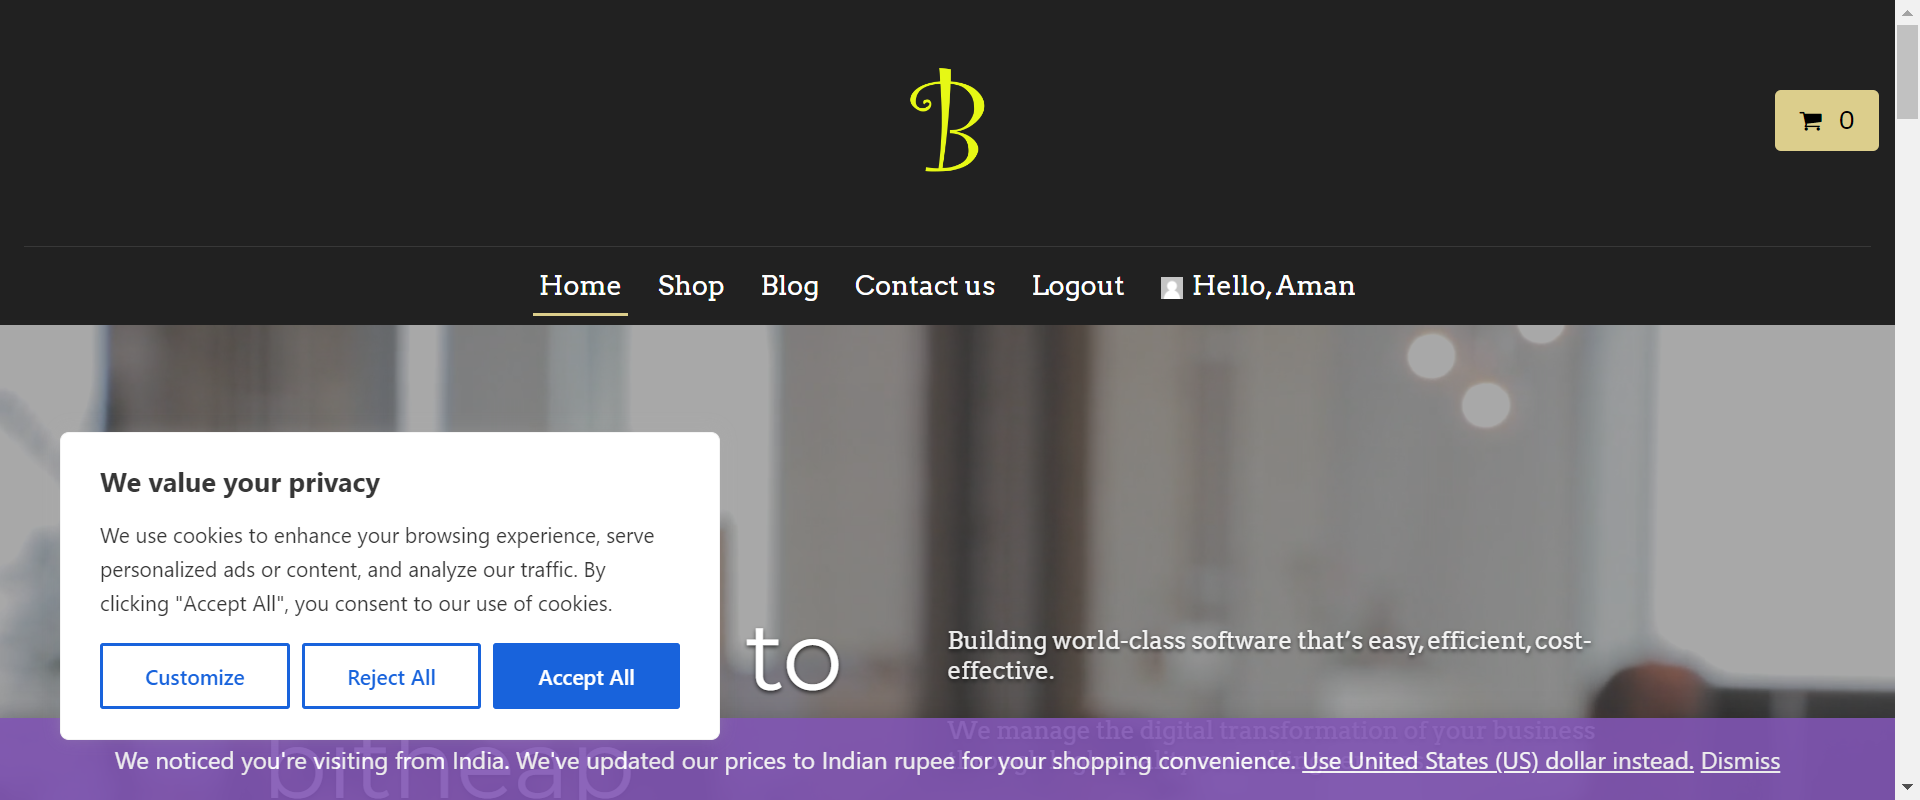 B
0
Home Shop Blog Contact us Logout Hello, Aman
We value your privacy
We use cookies to enhance your browsing experience, serve
personalized ads or content, and analyze our traffic. By
clicking "Accept All", you consent to our use of cookies.
Customize Reject All Accept All
to
bitheap
Building world-class software that’s easy, efficient, cost-
effective.
We manage the digital transformation of your business
We noticed you're visiting from India. We've updated our prices to Indian rupee for your shopping convenience. Use United States (US) dollar instead. Dismiss